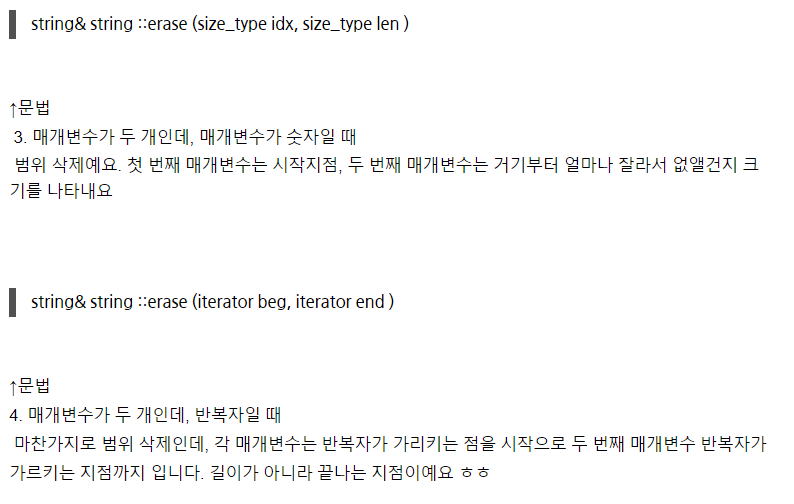 string& string ::erase (size_type idx, size_type len )
↑문법
3. 매개변수가 두 개인데, 매개변수가 숫자일 때
범위 삭제예요. 첫 번째 매개변수는 시작지점, 두 번째 매개변수는 거기부터 얼마나 잘라서 없앨건지 크
기를 나타내요
string& string ::erase (iterator beg, iterator end )
↑문법
4. 매개변수가 두 개인데, 반복자일 때
마찬가지로 범위 삭제인데, 각 매개변수는 반복자가 가리키는 점을 시작으로 두 번째 매개변수 반복자가
가르키는 지점까지 입니다. 길이가 아니라 끝나는 지점이예요 ㅎㅎ